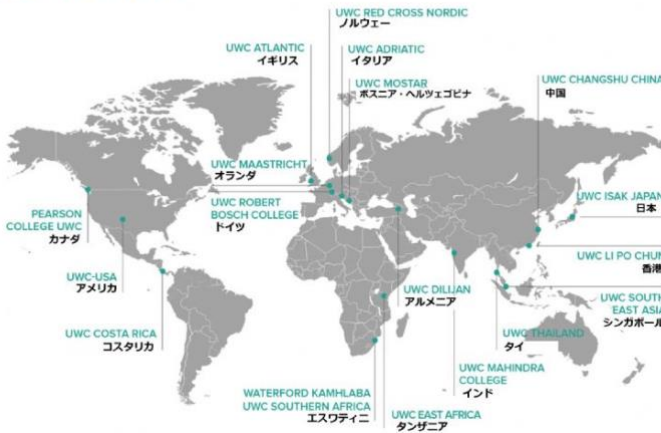 UWC RED CROSS NORDIC
ノルウェー
UWC ATLANTIC
イギリス
UWC ADRIATIC
イタリア
UWC MOSTAR
ボスニア・ヘルツェゴビナ
UWC CHANGSHU CHINA
中国
UWC MAASTRICHT
オランダ
UWC ROBERT
BOSCH COLLEGE
ドイツ
UWC ISAK JAPAN
日本
PEARSON
COLLEGE UWC
カナダ
UWC-USA
アメリカ
UWC LI PO CHUN
香港
UWC DILIJAN
アルメニア
UWC SOUTH
EAST ASIA
シンガポール
UWC COSTA RICA
コスタリカ
UWC THAILAND
タイ
UWC MAHINDRA
COLLEGE
インド
WATERFORD KAMHLABA
UWC SOUTHERN AFRICA
エスワティニ
UWC EAST AFRICA
タンザニア